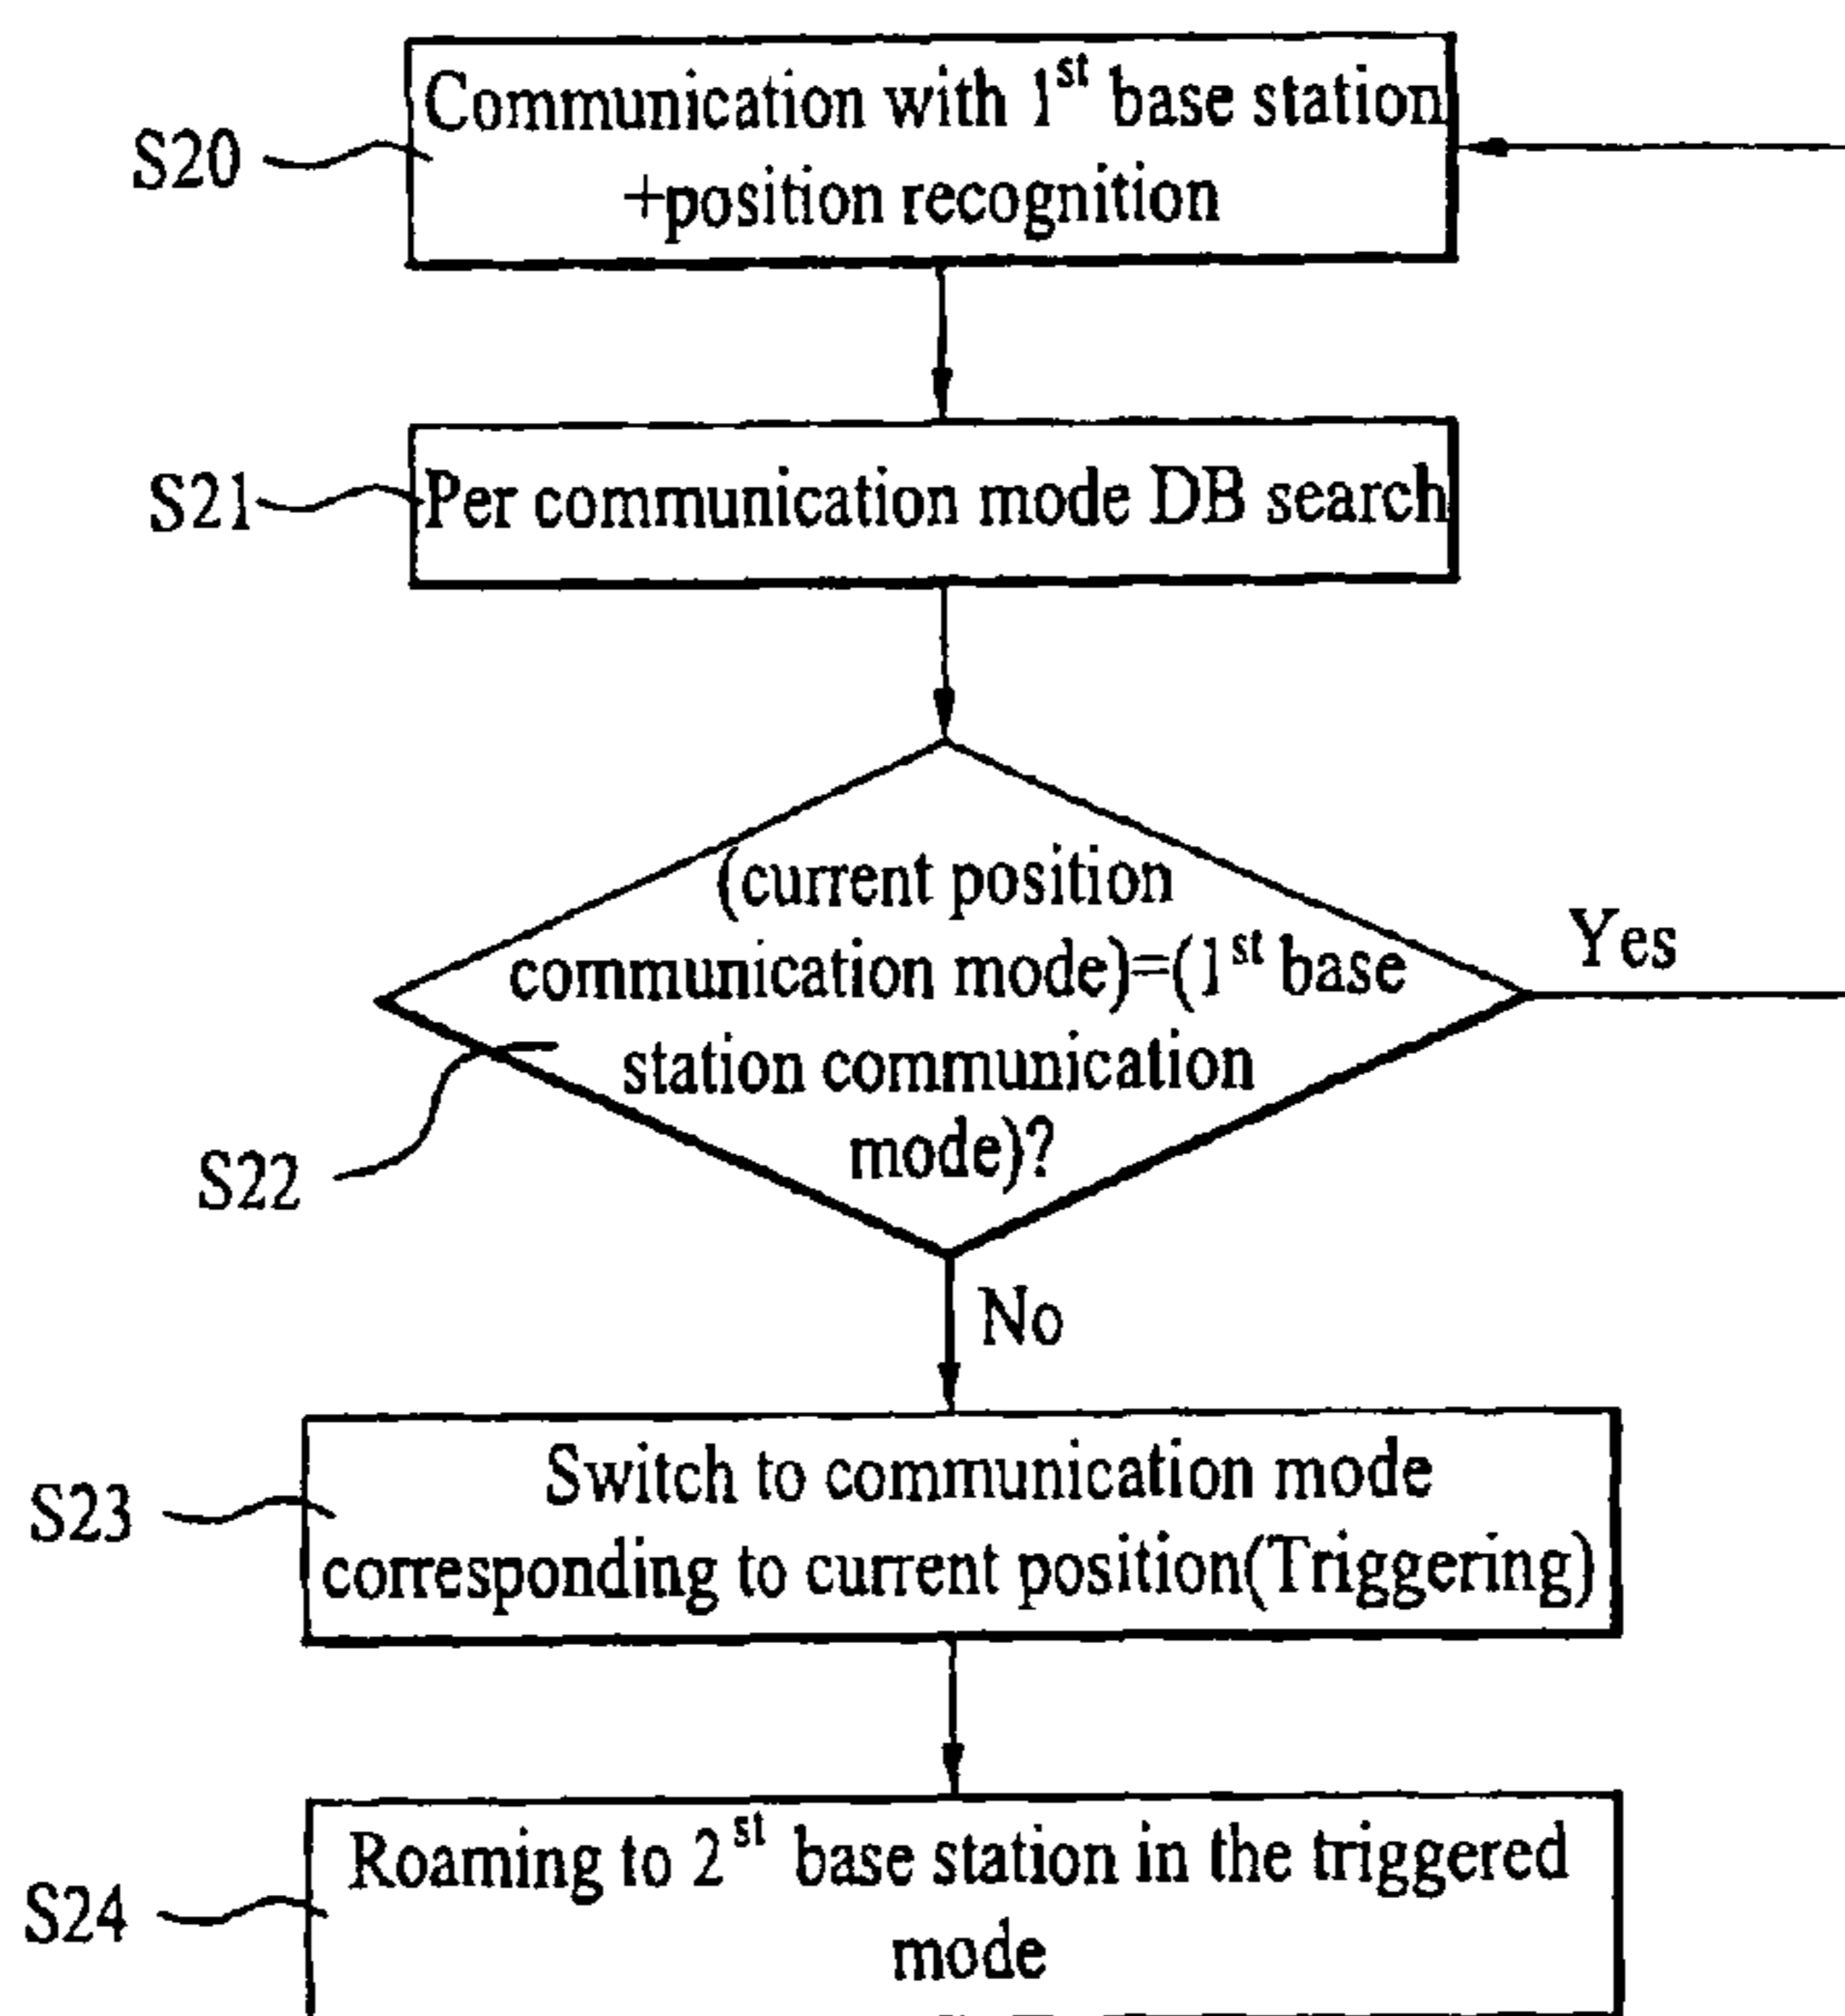 Communication with 1st base station
+position recognition
S20
Per communication mode DB search
S21
(current position
communication mode)=(1st base
station communication
mode)?
Yes
S22
No
Switch to communication mode
corresponding to current position(Triggering)
S23
Roaming to 2st base station in the triggered
mode
S24